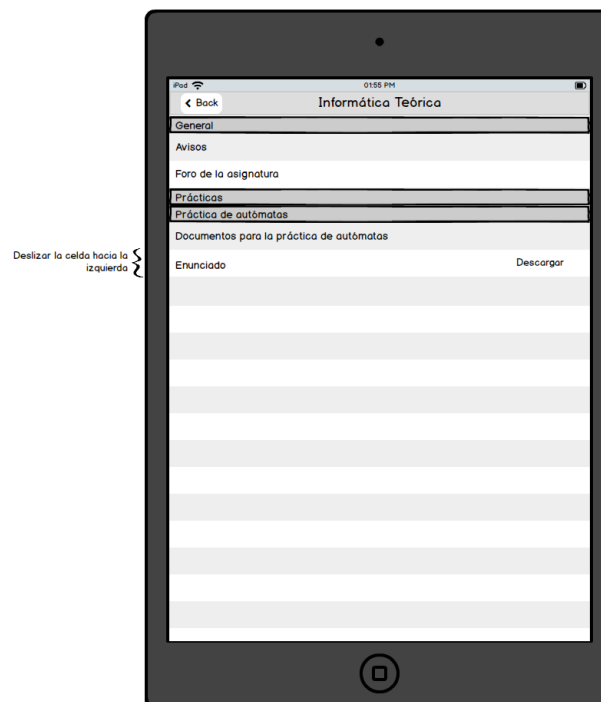 iPod 01:55 PM
Back Informática Teórica
General
Avisos
Foro de la asignatura
Prácticas
Práctica de autómatas
Documentos para la práctica de autómatas
Deslizar la celda hacia la
izquierda
Enunciado Descargar